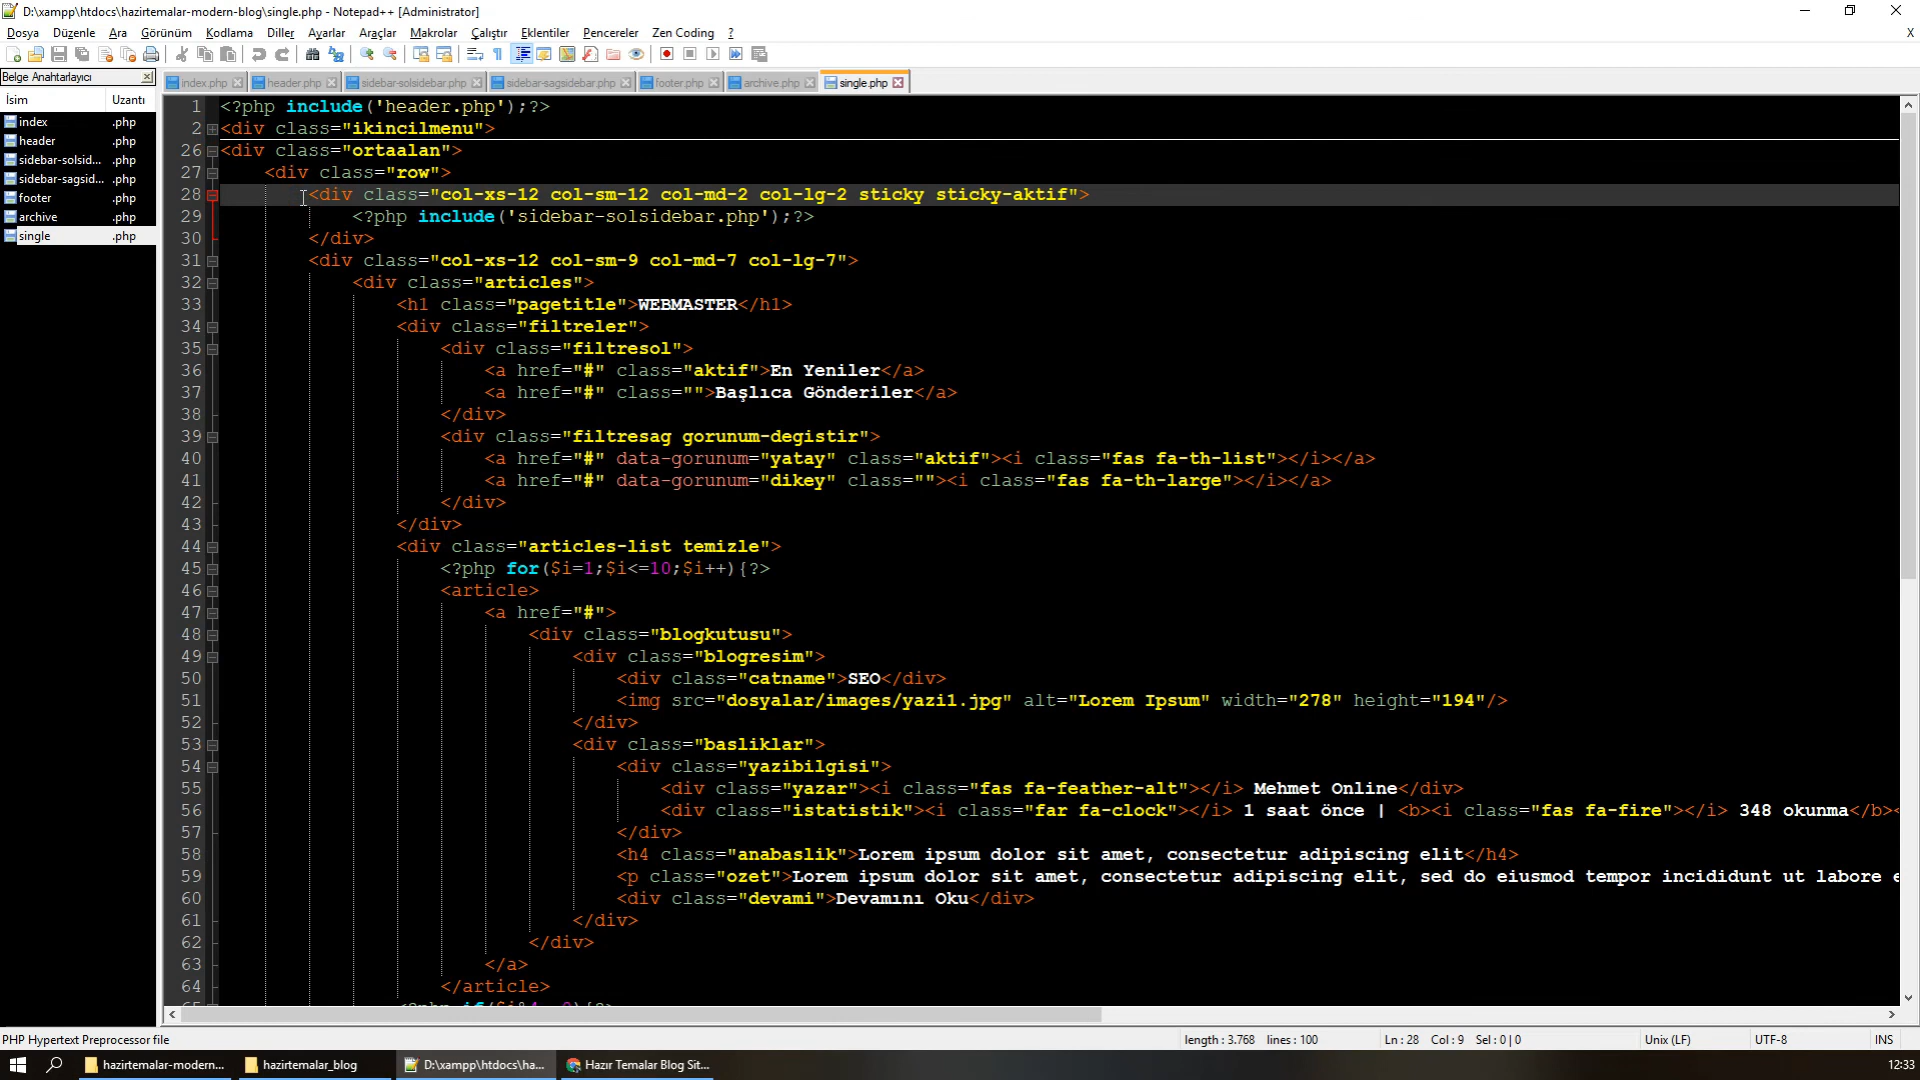 D:\xampp\htdocs\hazirtemalar-modern-blog\single.php - Notepad++ [Administrator]
Dosya Düzenle Ara Görünüm Kodlama Diller Ayarlar Araçlar Makrolar Çalıştır Eklentiler Pencereler Zen Coding ? X
Belge Anahtarlayıcı
index.php header.php sidebar-solsidebar.php sidebar-sagsidebar.php footer.php archive.php single.php
İsim Uzantı
index .php
header .php
sidebar-solsid... .php
sidebar-sagsid... .php
footer .php
archive .php
single .php
1 <?php include('header.php');?>
2 <div class="ikincilmenu">
26 <div class="ortaalan">
27 <div class="row">
28 <div class="col-xs-12 col-sm-12 col-md-2 col-lg-2 sticky sticky-aktif">
29 <?php include('sidebar-solsidebar.php');?>
30 </div>
31 <div class="col-xs-12 col-sm-9 col-md-7 col-lg-7">
32 <div class="articles">
33 <h1 class="pagetitle">WEBMASTER</h1>
34 <div class="filtreler">
35 <div class="filtresol">
36 <a href="#" class="aktif">En Yeniler</a>
37 <a href="#" class="">Başlıca Gönderiler</a>
38 </div>
39 <div class="filtresag gorunum-degistir">
40 <a href="#" data-gorunum="yatay" class="aktif"><i class="fas fa-th-list"></i></a>
41 <a href="#" data-gorunum="dikey" class=""><i class="fas fa-th-large"></i></a>
42 </div>
43 </div>
44 <div class="articles-list temizle">
45 <?php for($i=1;$i<=10;$i++){?>
46 <article>
47 <a href="#">
48 <div class="blogkutusu">
49 <div class="blogresim">
50 <div class="catname">SEO</div>
51 <img src="dosyalar/images/yazi1.jpg" alt="Lorem Ipsum" width="278" height="194"/>
52 </div>
53 <div class="basliklar">
54 <div class="yazibilgisi">
55 <div class="yazar"><i class="fas fa-feather-alt"></i> Mehmet Online</div>
56 <div class="istatistik"><i class="far fa-clock"></i> 1 saat önce | <b><i class="fas fa-fire"></i> 348 okunma</b><
57 </div>
58 <h4 class="anabaslik">Lorem ipsum dolor sit amet, consectetur adipiscing elit</h4>
59 <p class="ozet">Lorem ipsum dolor sit amet, consectetur adipiscing elit, sed do eiusmod tempor incididunt ut labore e
60 <div class="devami">Devamını Oku</div>
61 </div>
62 </div>
63 </a>
64 </article>
PHP Hypertext Preprocessor file length : 3.768 lines : 100 Ln : 28 Col : 9 Sel : 0 | 0 Unix (LF) UTF-8 INS
hazirtemalar-modern... hazirtemalar_blog D:\xampp\htdocs\ha... Hazır Temalar Blog Sit... 12:33